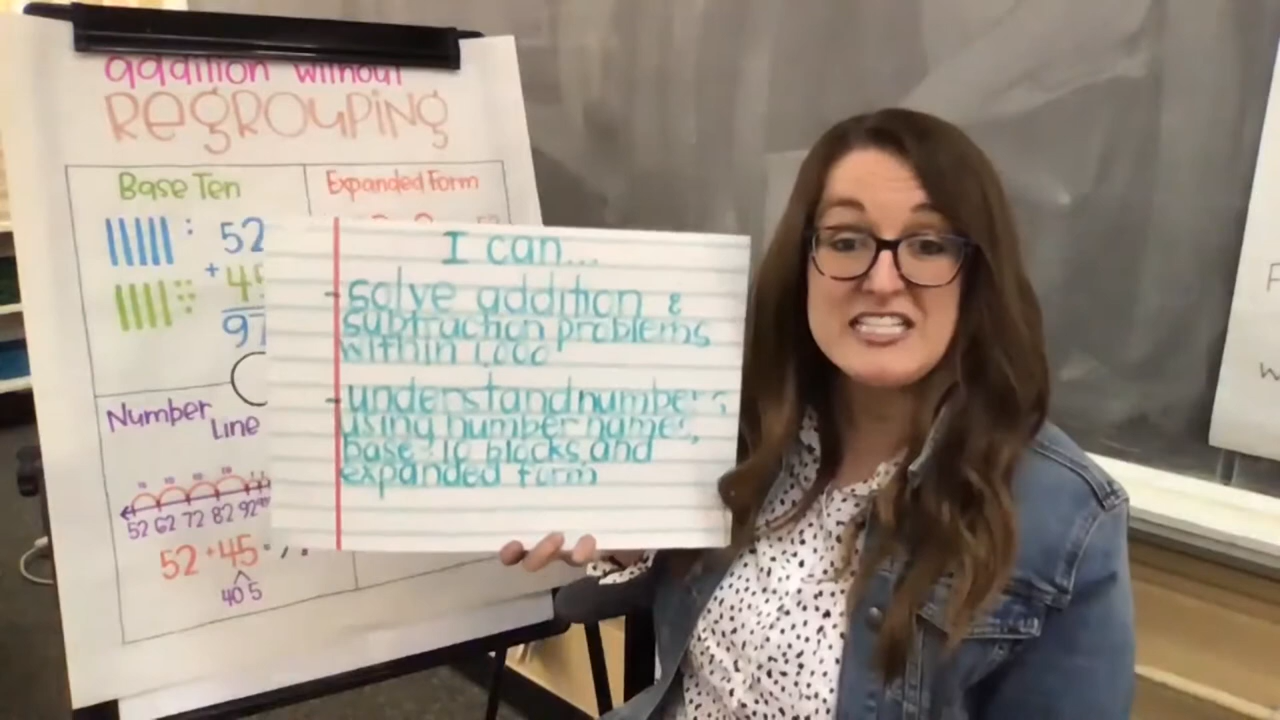 addition without
REGROUPING
Base Ten
Expanded Form
52
+ 4
97
Number
Line
52 62 72 82 92
52 + 45
40 5
I can...
- solve addition &
subtraction problems
within 1,000
- understand numbers
using number names,
base-10 blocks and
expanded form